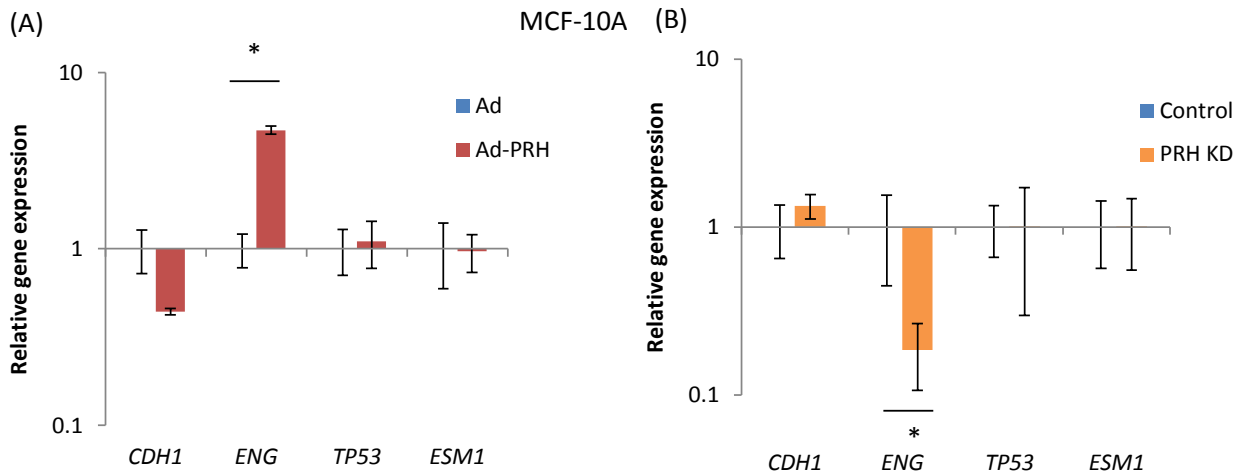 (A)
MCF-10A
(B)
*
10
Ad
Ad-PRH
Relative gene expression
1
0.1
CDH1 ENG TP53 ESM1
10
Control
PRH KD
Relative gene expression
1
0.1
*
CDH1 ENG TP53 ESM1